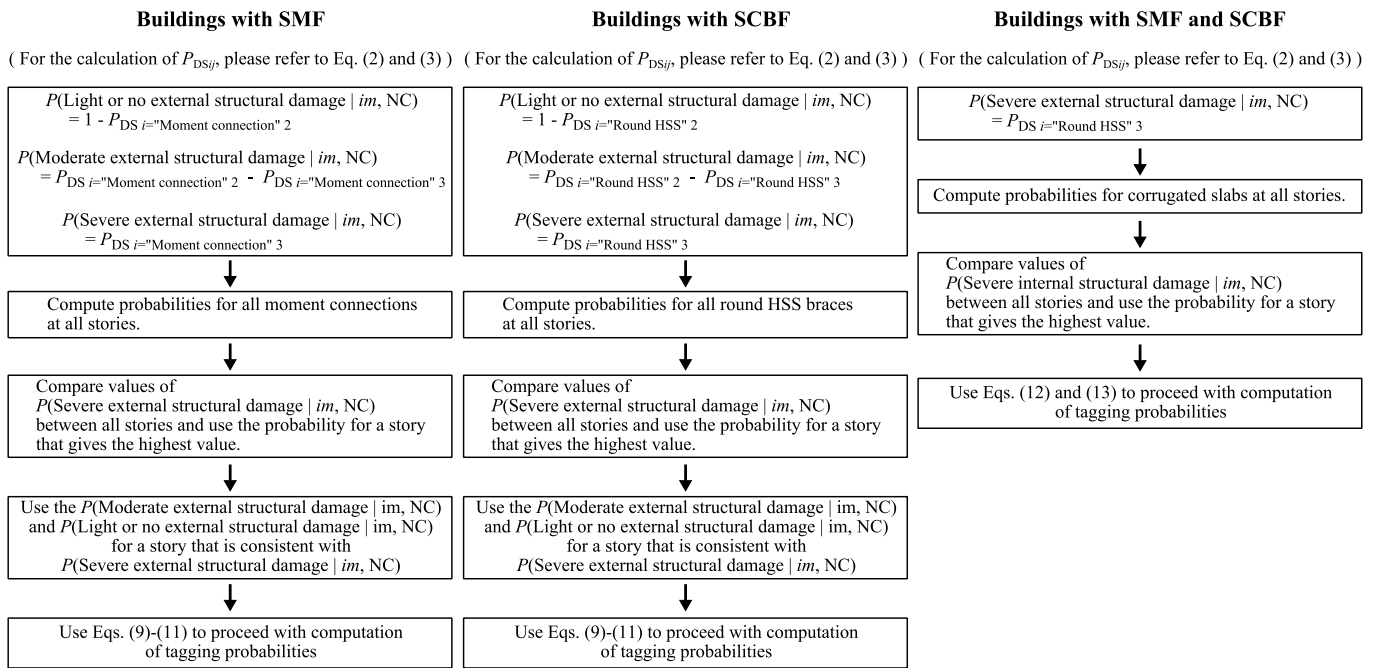 Buildings with SMF
( For the calculation of PDSij, please refer to Eq. (2) and (3) )
P(Light or no external structural damage | im, NC)
= 1 - PDS i="Moment connection" 2
P(Moderate external structural damage | im, NC)
= PDS i="Moment connection" 2 - PDS i="Moment connection" 3
P(Severe external structural damage | im, NC)
= PDS i="Moment connection" 3
Compute probabilities for all moment connections
at all stories.
Compare values of
P(Severe external structural damage | im, NC)
between all stories and use the probability for a story
that gives the highest value.
Use the P(Moderate external structural damage | im, NC)
and P(Light or no external structural damage | im, NC)
for a story that is consistent with
P(Severe external structural damage | im, NC)
Use Eqs. (9)-(11) to proceed with computation
of tagging probabilities
Buildings with SCBF
( For the calculation of PDSij, please refer to Eq. (2) and (3) )
P(Light or no external structural damage | im, NC)
= 1 - PDS i="Round HSS" 2
P(Moderate external structural damage | im, NC)
= PDS i="Round HSS" 2 - PDS i="Round HSS" 3
P(Severe external structural damage | im, NC)
= PDS i="Round HSS" 3
Compute probabilities for all round HSS braces
at all stories.
Compare values of
P(Severe external structural damage | im, NC)
between all stories and use the probability for a story
that gives the highest value.
Use the P(Moderate external structural damage | im, NC)
and P(Light or no external structural damage | im, NC)
for a story that is consistent with
P(Severe external structural damage | im, NC)
Use Eqs. (9)-(11) to proceed with computation
of tagging probabilities
Buildings with SMF and SCBF
( For the calculation of PDSij, please refer to Eq. (2) and (3) )
P(Severe external structural damage | im, NC)
= PDS i="Round HSS" 3
Compute probabilities for corrugated slabs at all stories.
Compare values of
P(Severe internal structural damage | im, NC)
between all stories and use the probability for a story
that gives the highest value.
Use Eqs. (12) and (13) to proceed with computation
of tagging probabilities